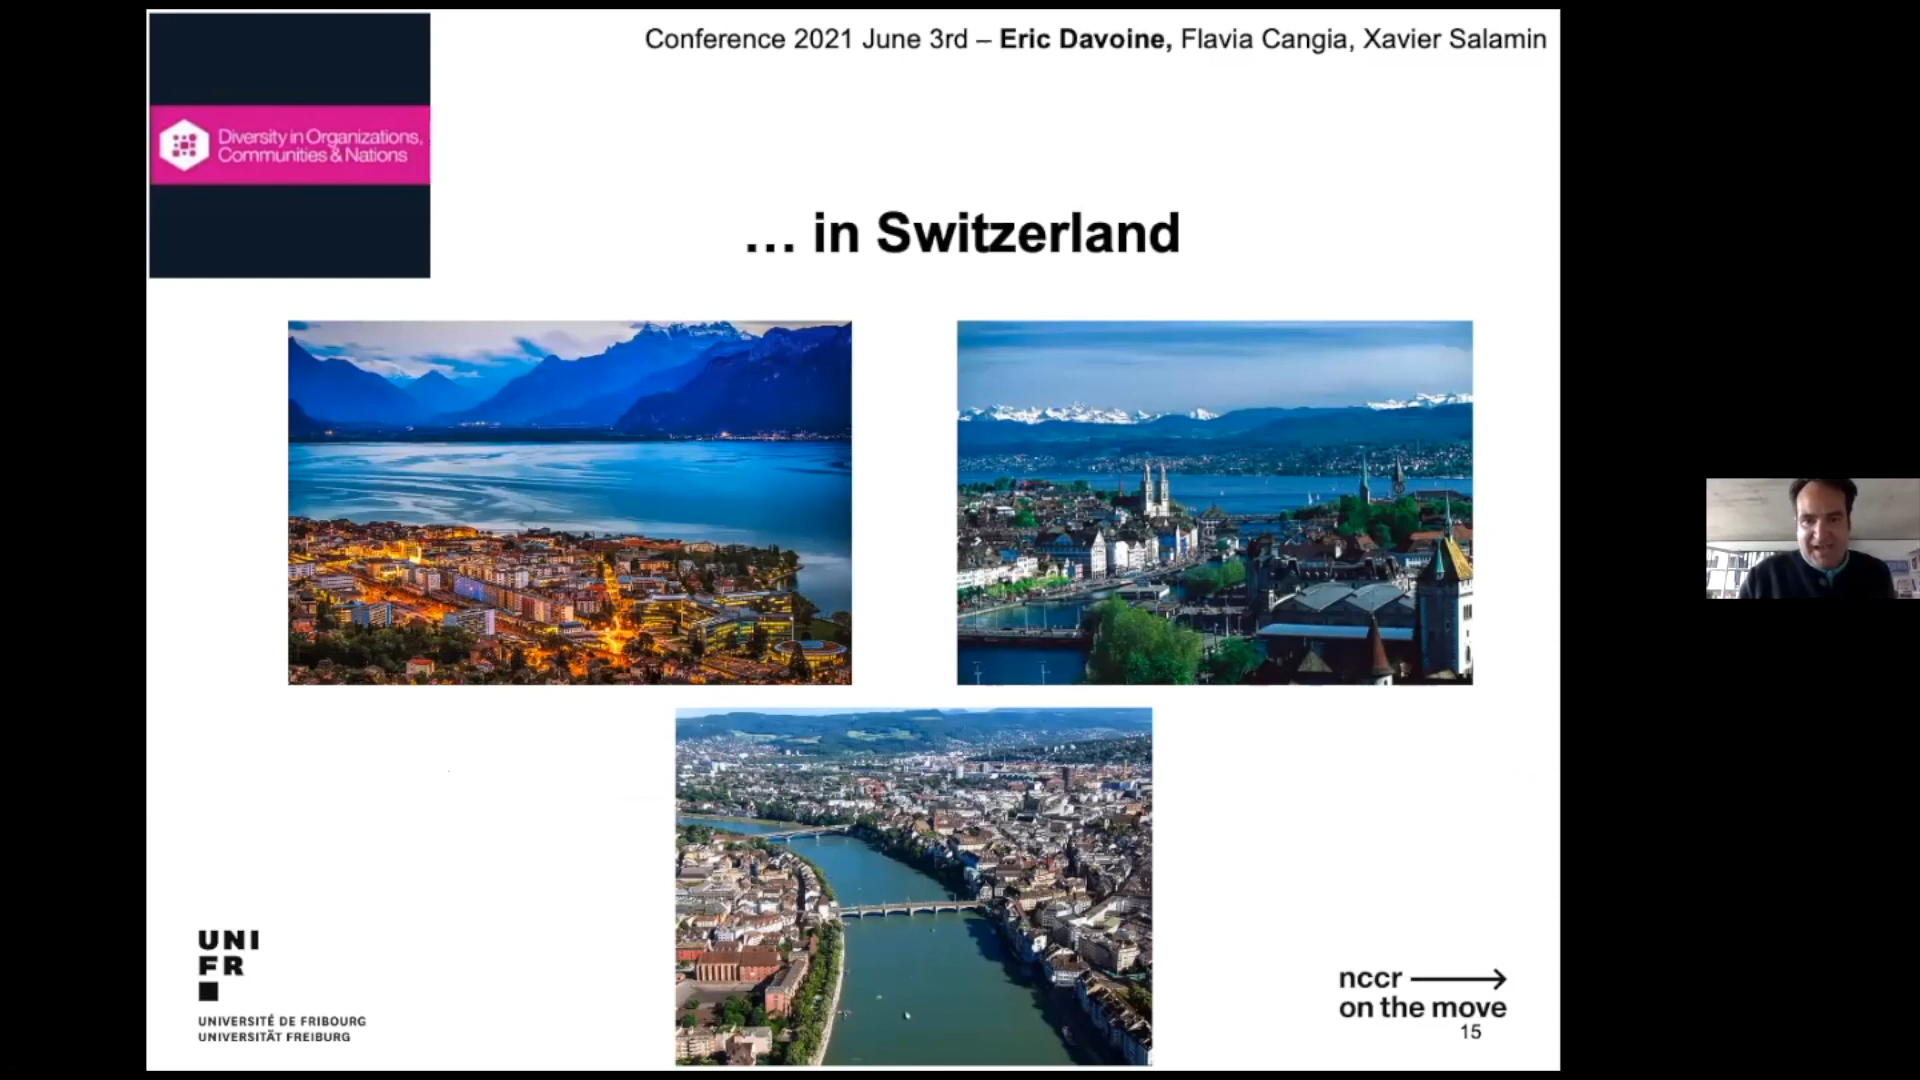 Conference 2021 June 3rd – Eric Davoine, Flavia Cangia, Xavier Salamin
Diversity in Organizations,
Communities & Nations
… in Switzerland
UNI
FR
UNIVERSITÉ DE FRIBOURG
UNIVERSITÄT FREIBURG
nccr
on the move
15